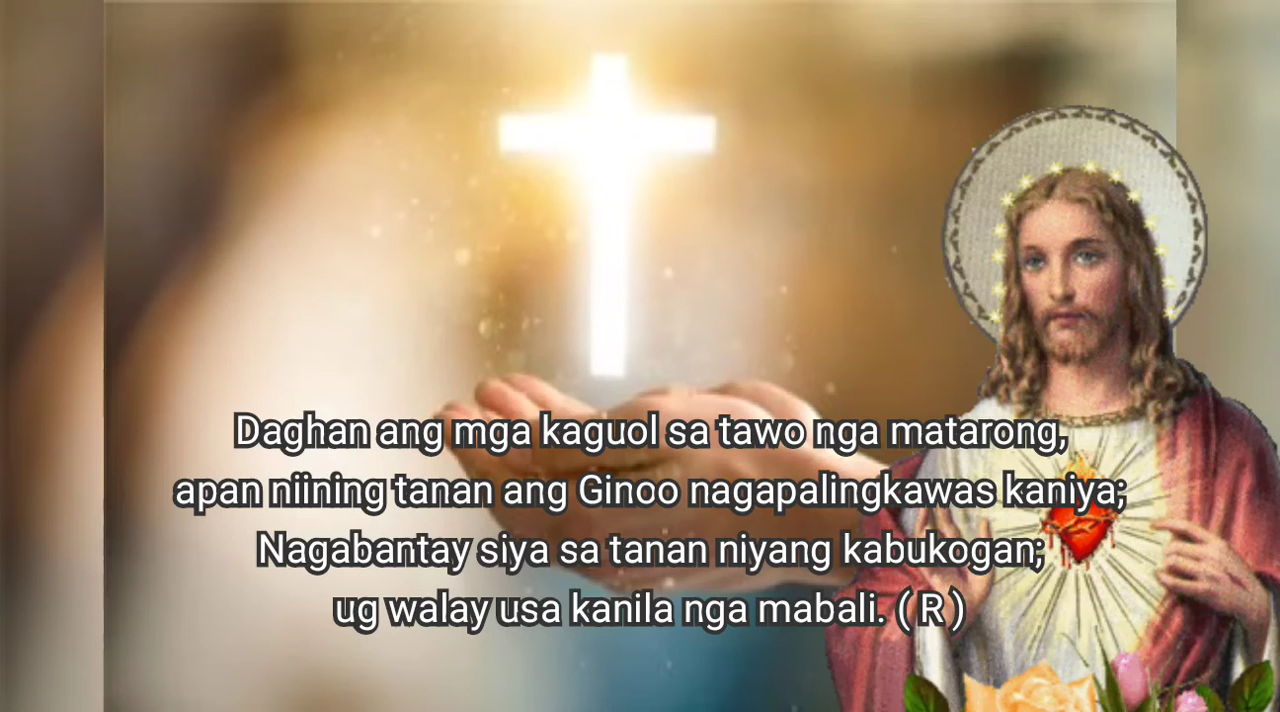 Daghan ang mga kaguol sa tawo nga matarong,
apan niining tanan ang Ginoo nagapalingkawas kaniya;
Nagabantay siya sa tanan niyang kabukogan;
ug walay usa kanila nga mabali. ( R )